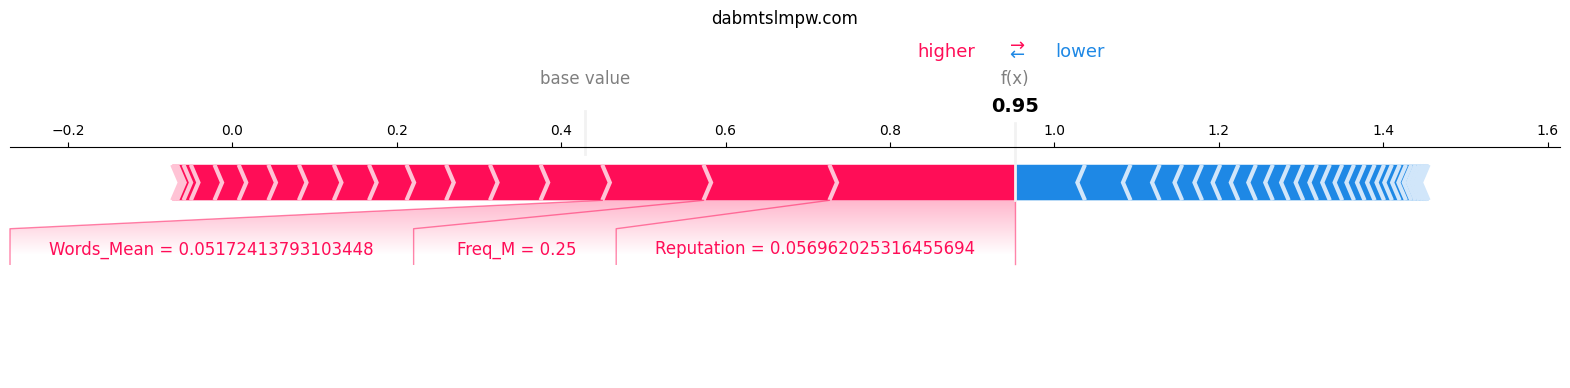 dabmtslmpw.com
higher ⇄ lower
base value f(x)
0.95
−0.2 0.0 0.2 0.4 0.6 0.8 1.0 1.2 1.4 1.6
Words_Mean = 0.05172413793103448 Freq_M = 0.25 Reputation = 0.056962025316455694